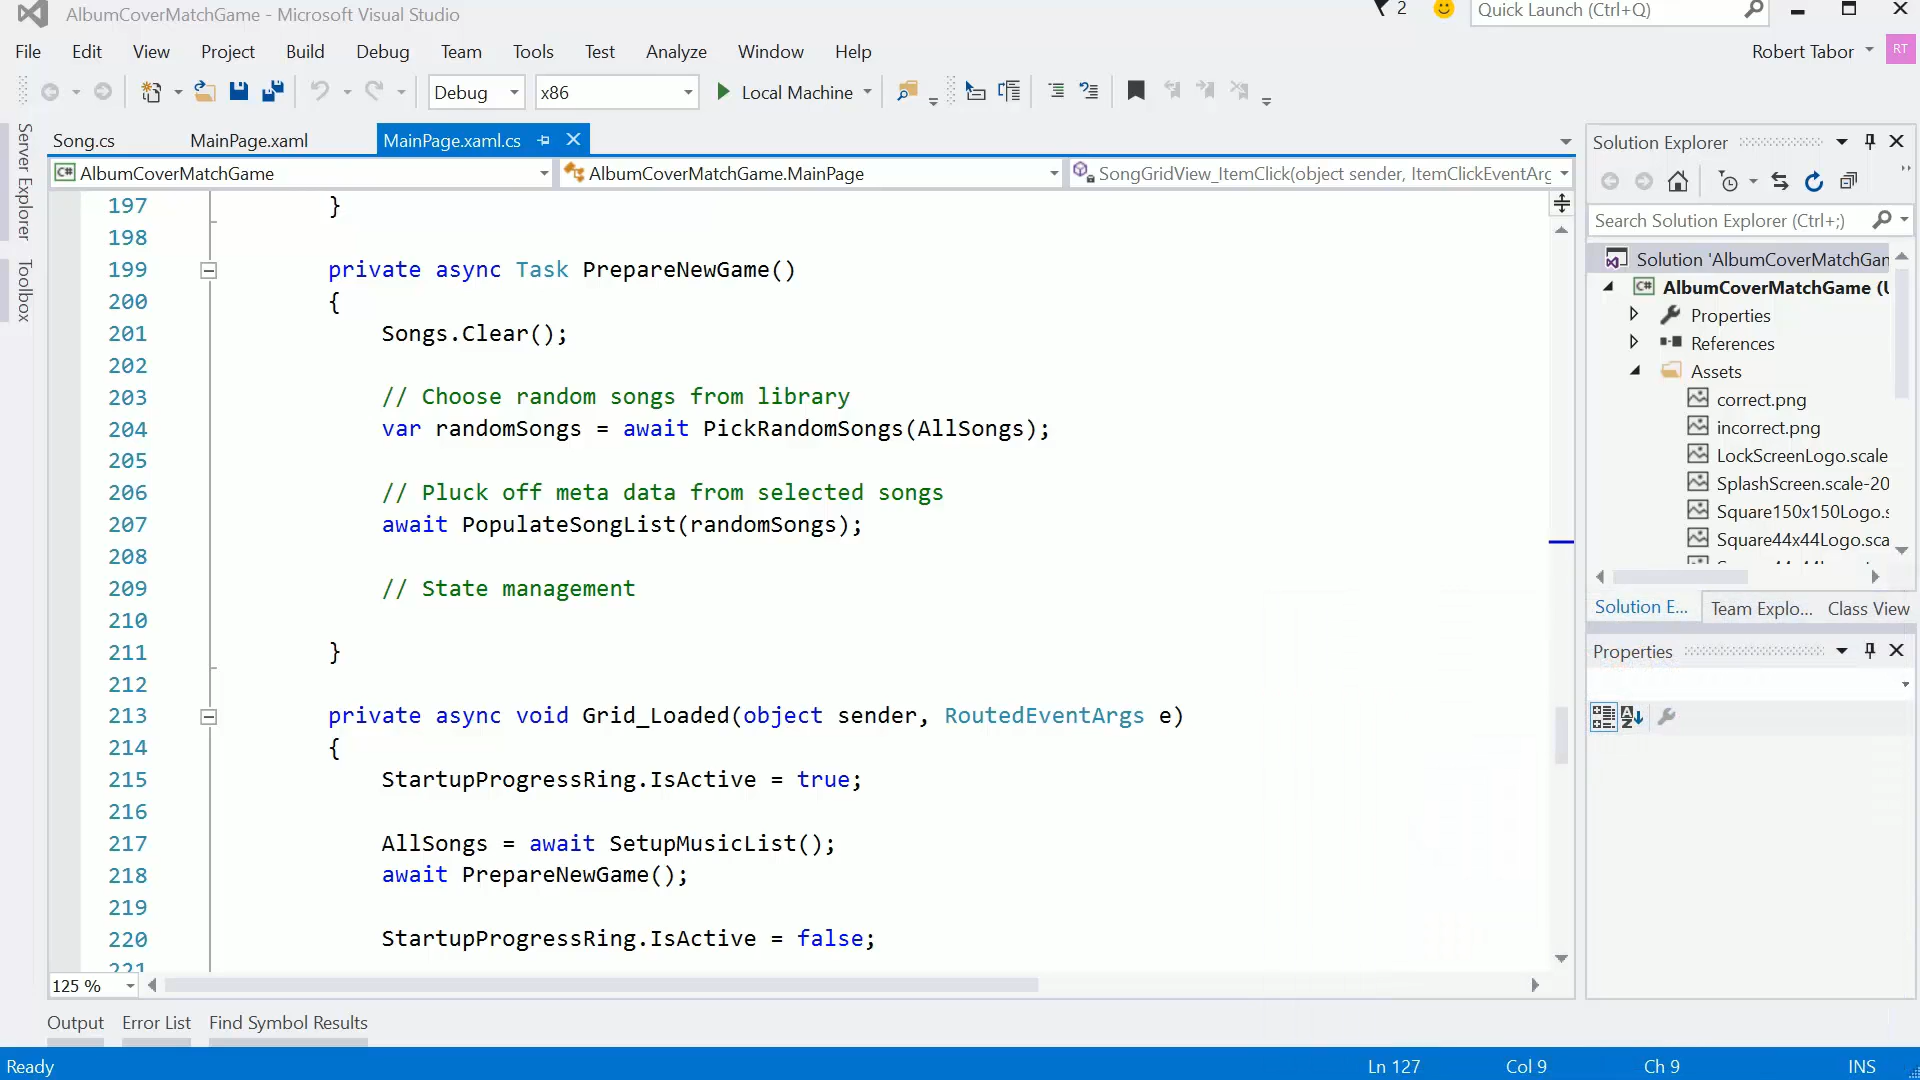 AlbumCoverMatchGame - Microsoft Visual Studio
2
Quick Launch (Ctrl+Q)
File Edit View Project Build Debug Team Tools Test Analyze Window Help
Robert Tabor
RT
Debug x86 Local Machine
Server Explorer
Toolbox
Song.cs MainPage.xaml MainPage.xaml.cs
AlbumCoverMatchGame AlbumCoverMatchGame.MainPage SongGridView_ItemClick(object sender, ItemClickEventArg
197 }
198
199 private async Task PrepareNewGame()
200 {
201 Songs.Clear();
202
203 // Choose random songs from library
204 var randomSongs = await PickRandomSongs(AllSongs);
205
206 // Pluck off meta data from selected songs
207 await PopulateSongList(randomSongs);
208
209 // State management
210
211 }
212
213 private async void Grid_Loaded(object sender, RoutedEventArgs e)
214 {
215 StartupProgressRing.IsActive = true;
216
217 AllSongs = await SetupMusicList();
218 await PrepareNewGame();
219
220 StartupProgressRing.IsActive = false;
221
125 %
Output Error List Find Symbol Results
Ready
Ln 127 Col 9 Ch 9 INS
Solution Explorer
Search Solution Explorer (Ctrl+;)
Solution 'AlbumCoverMatchGam
AlbumCoverMatchGame (U
Properties
References
Assets
correct.png
incorrect.png
LockScreenLogo.scale
SplashScreen.scale-20
Square150x150Logo.s
Square44x44Logo.sca
Solution E... Team Explo... Class View
Properties